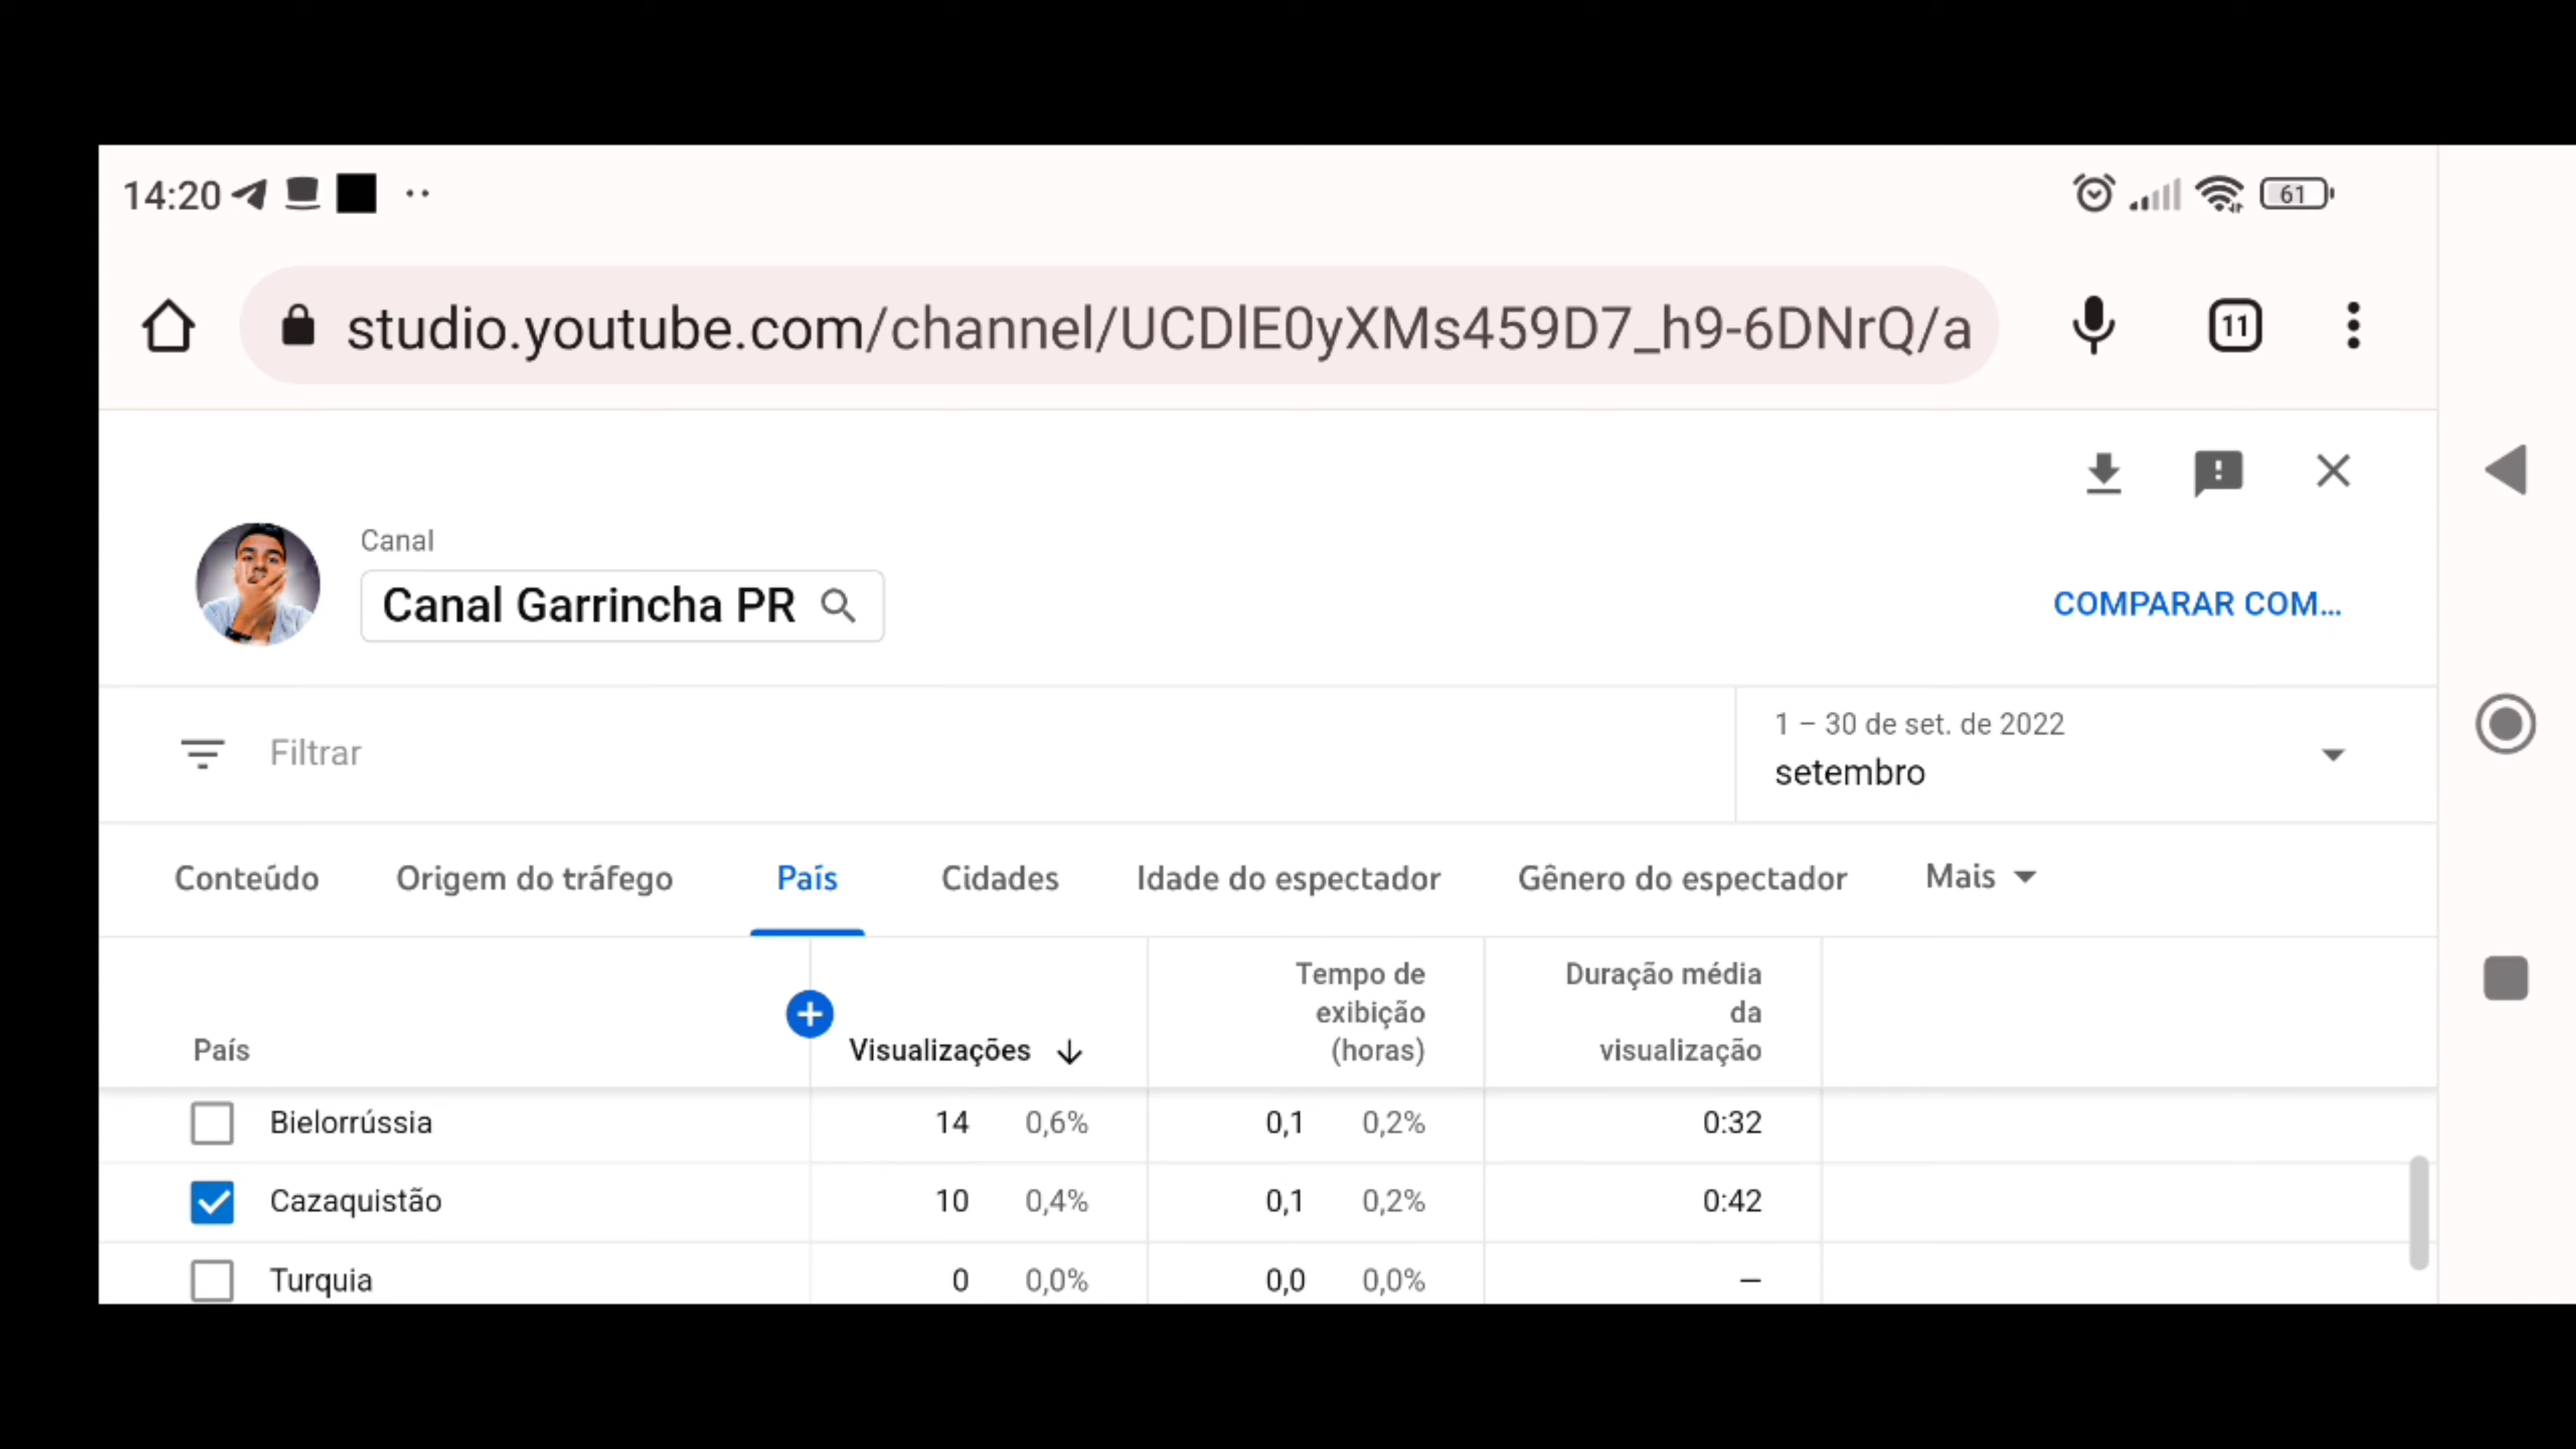 14:20
61
studio.youtube.com/channel/UCDlE0yXMs459D7_h9-6DNrQ/a
11
Canal
Canal Garrincha PR
COMPARAR COM...
Filtrar
1 – 30 de set. de 2022
setembro
Conteúdo Origem do tráfego País Cidades Idade do espectador Gênero do espectador Mais
País
Visualizações
Tempo de
exibição
(horas)
Duração média
da
visualização
Bielorrússia 14 0,6% 0,1 0,2% 0:32
Cazaquistão 10 0,4% 0,1 0,2% 0:42
Turquia 0 0,0% 0,0 0,0% —